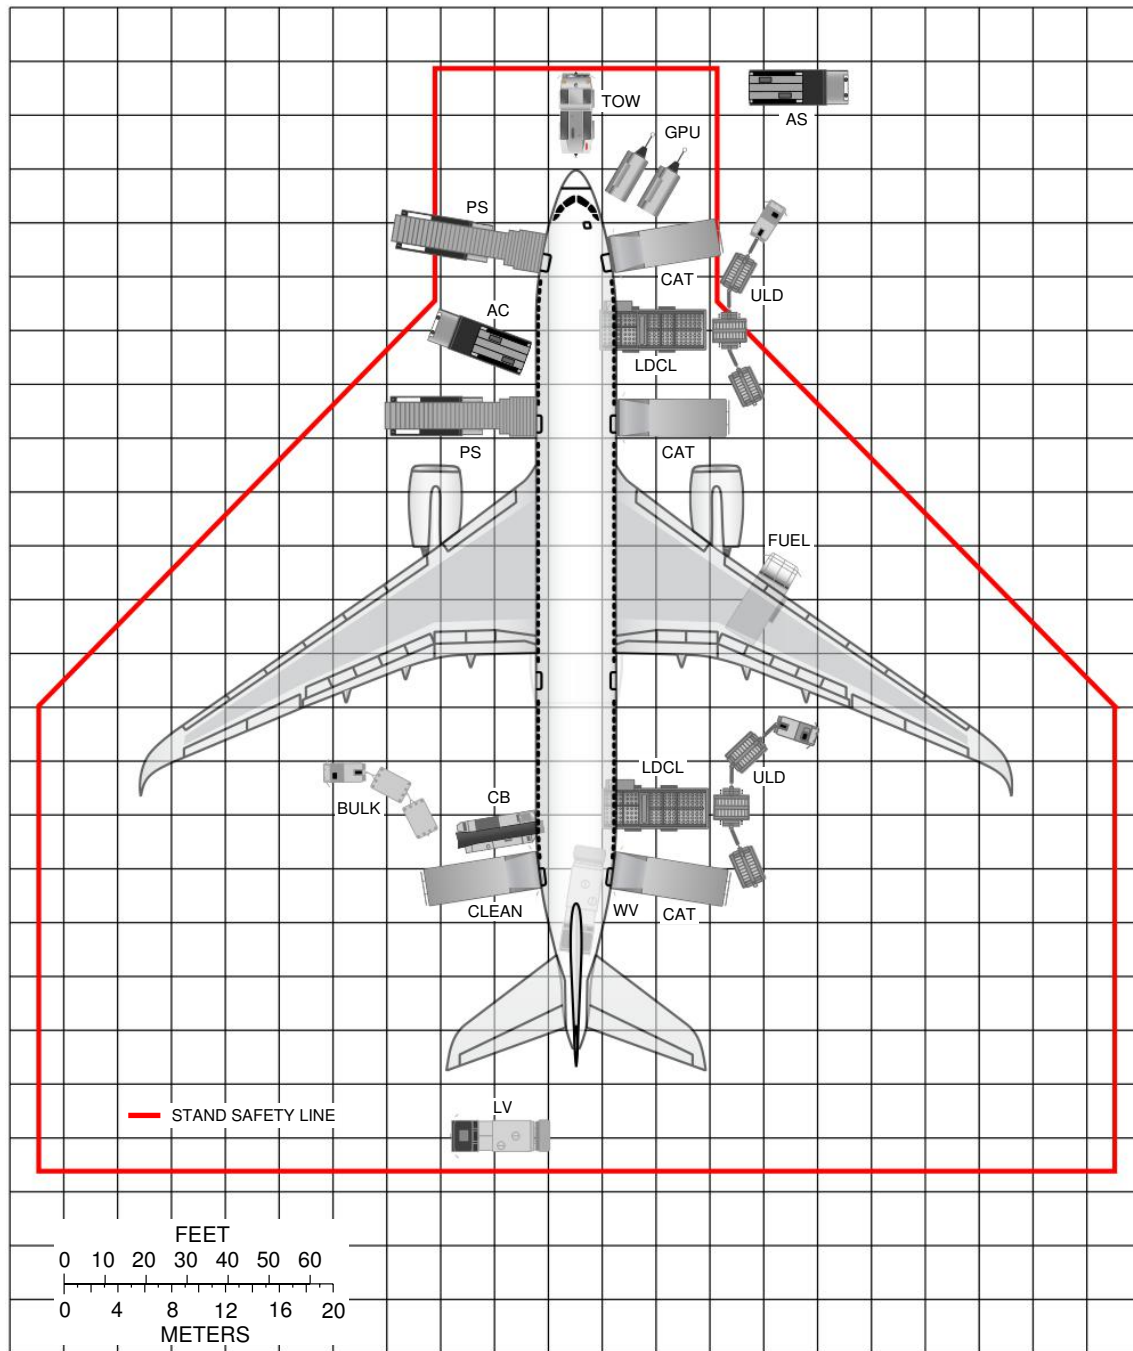 TOW
AS
GPU
PS
CAT
ULD
AC
LDCL
PS
CAT
FUEL
LDCL
ULD
CB
BULK
CLEAN
WV
CAT
LV
STAND SAFETY LINE
FEET
0 10 20 30 40 50 60
0 4 8 12 16 20
METERS